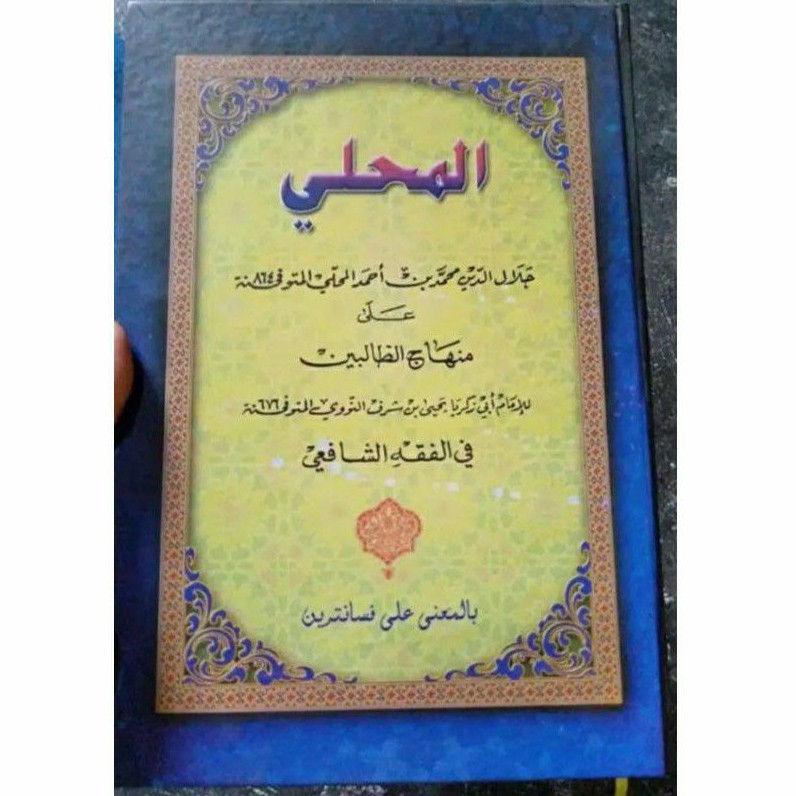 المحلي
جلال الدين محمد بن أحمد المحلي المتوفى سنة ٨٦٤
على
منهاج الطالبين
للإمام أبي زكريا يحيى بن شرف النووي المتوفى سنة ٦٧٦
في الفقه الشافعي
بالمعنى على فسانترين